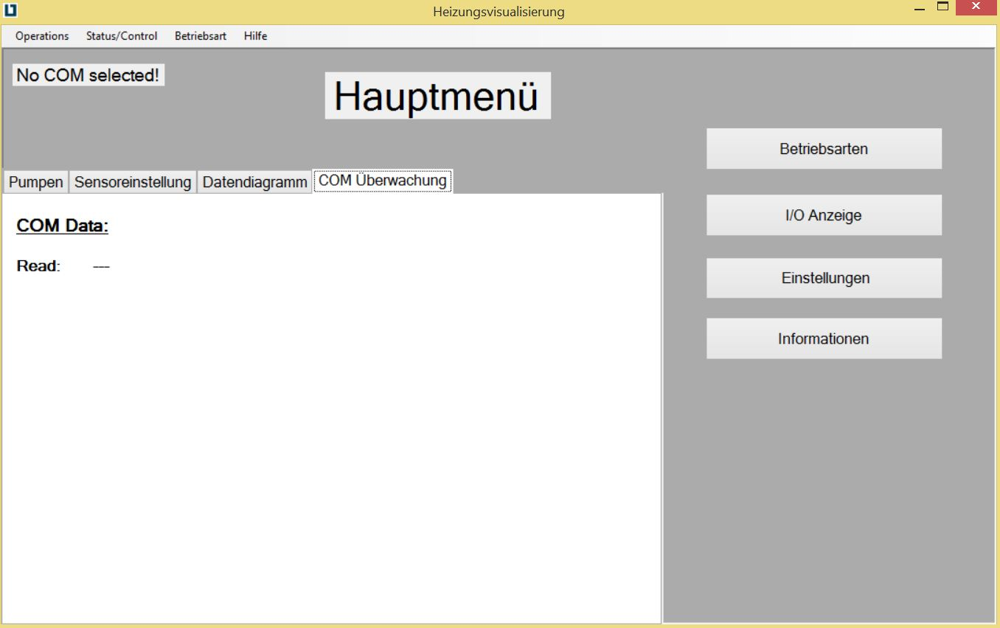 Heizungsvisualisierung
Operations Status/Control Betriebsart Hilfe
No COM selected!
Hauptmenü
Betriebsarten
Pumpen Sensoreinstellung Datendiagramm COM Überwachung
I/O Anzeige
COM Data:
Read: ---
Einstellungen
Informationen